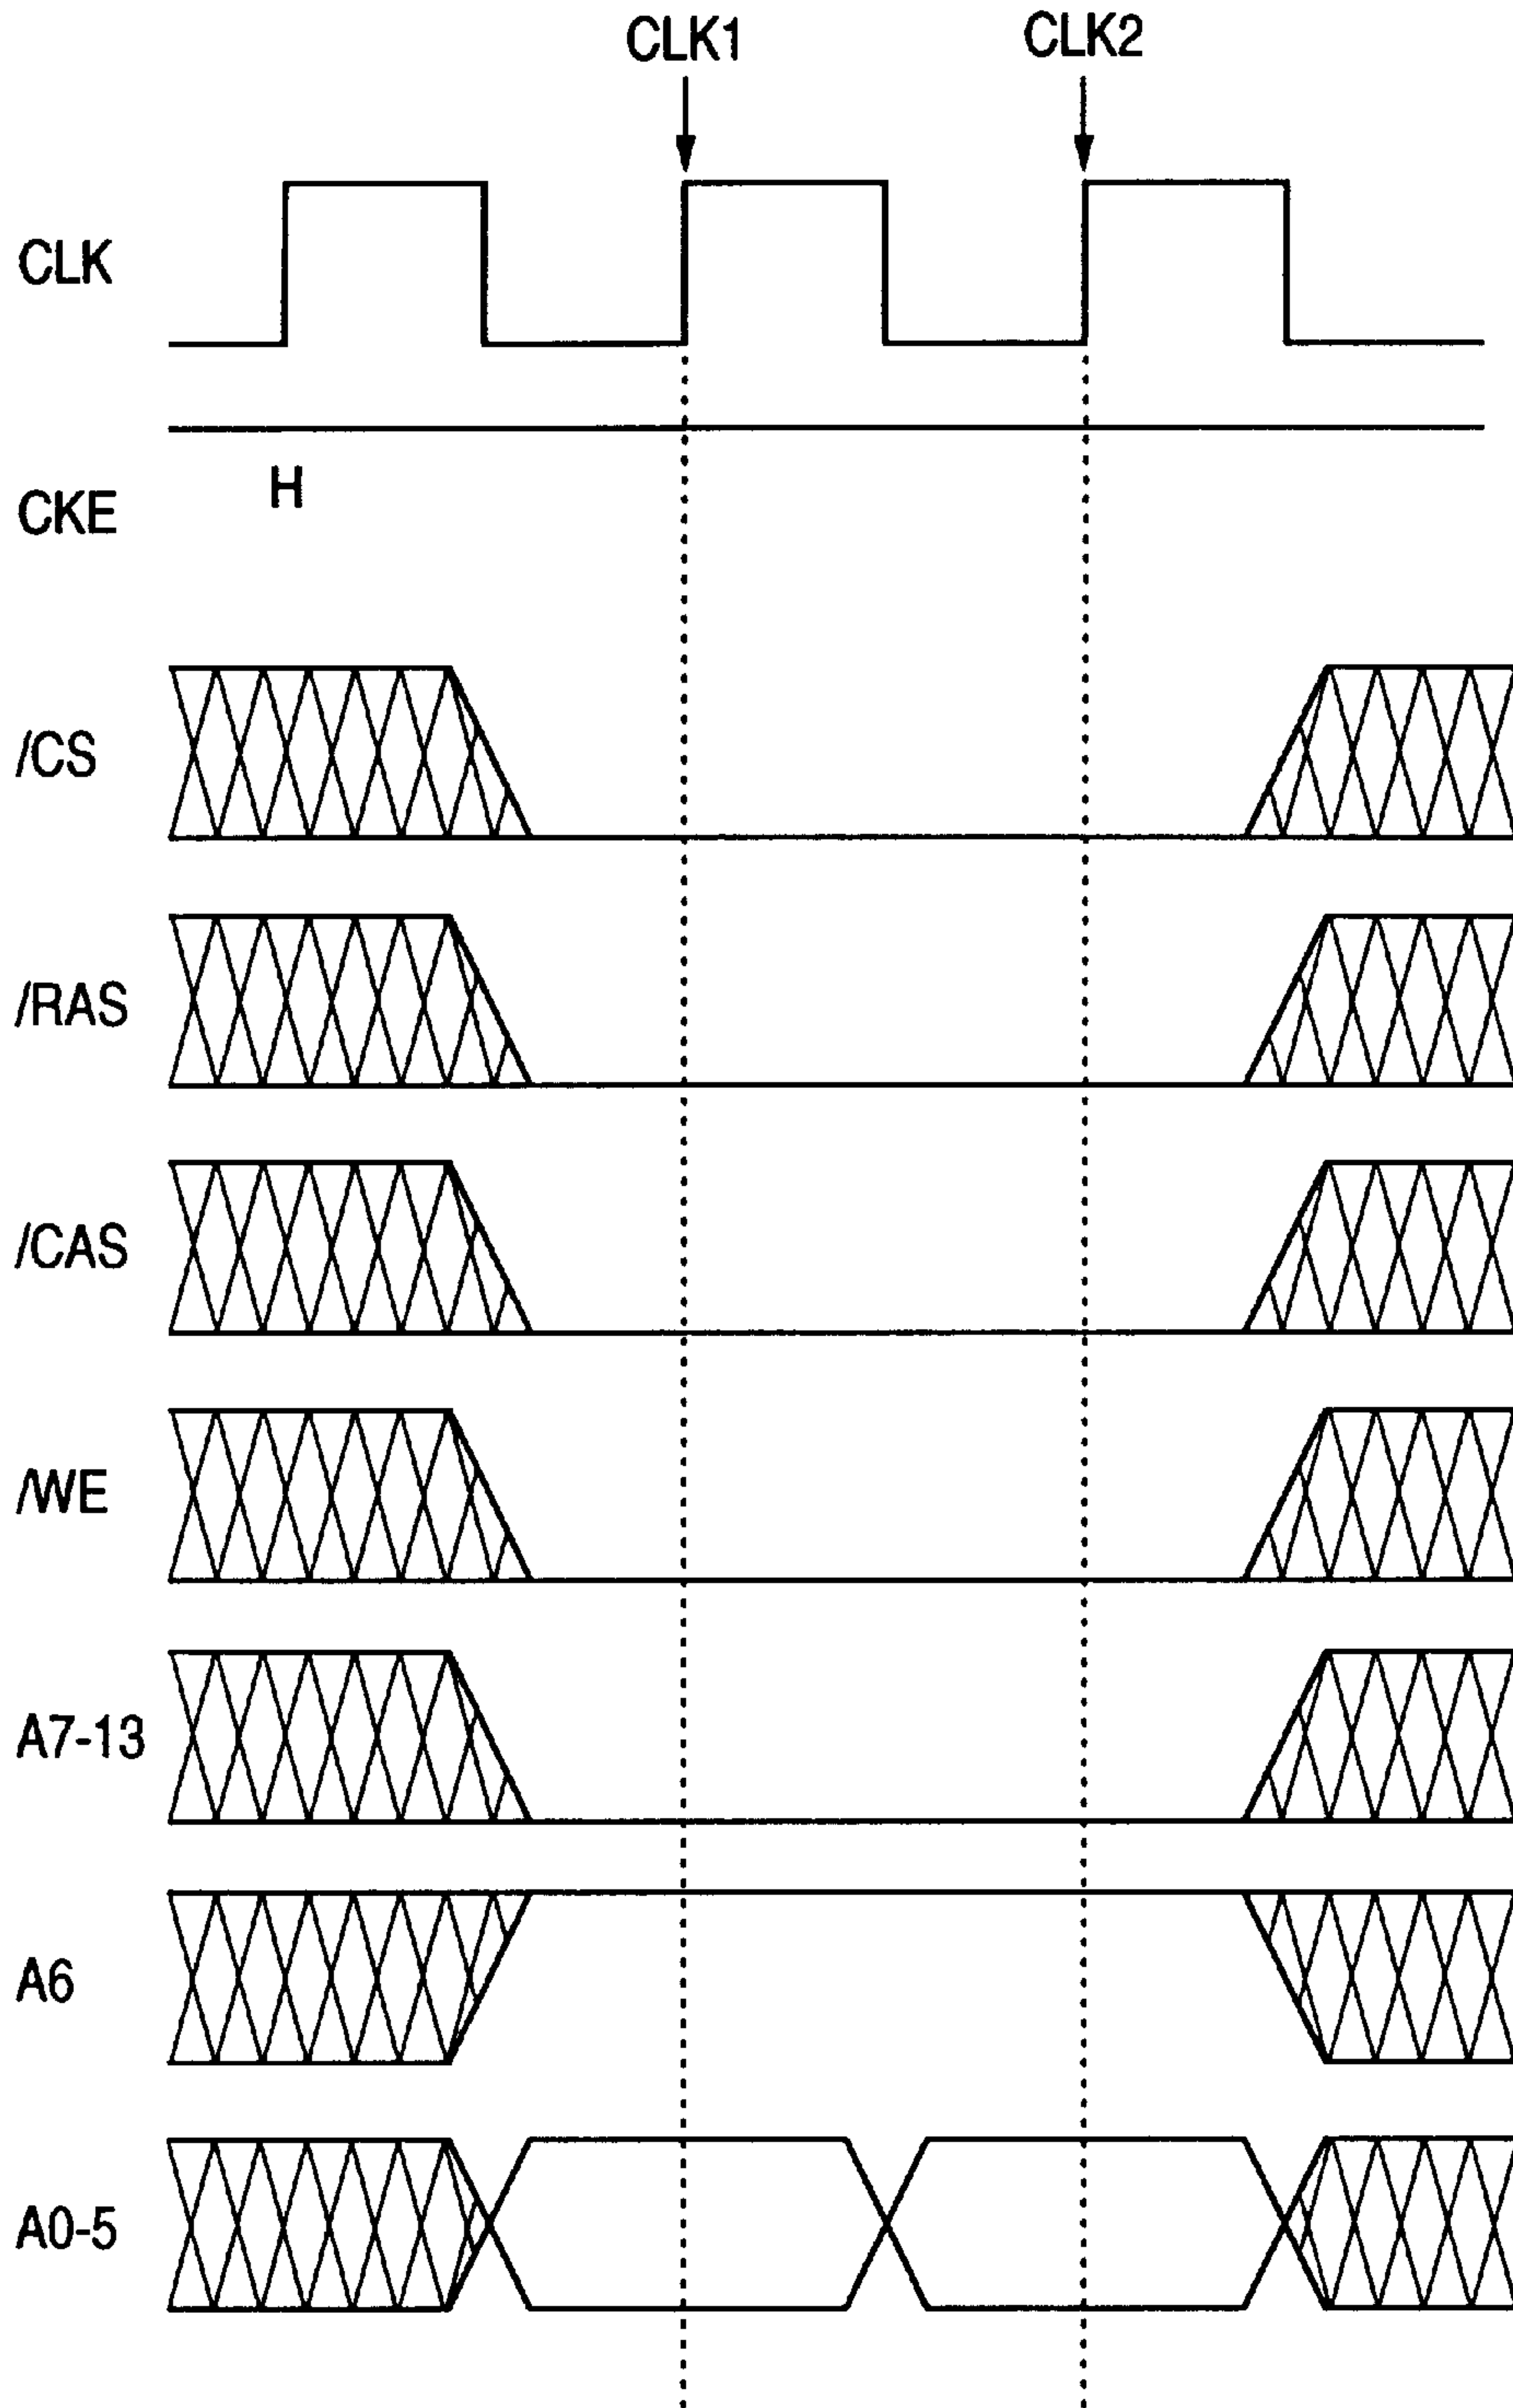 CLK1 CLK2
CLK
H
CKE
/CS
/RAS
/CAS
/WE
A7-13
A6
A0-5